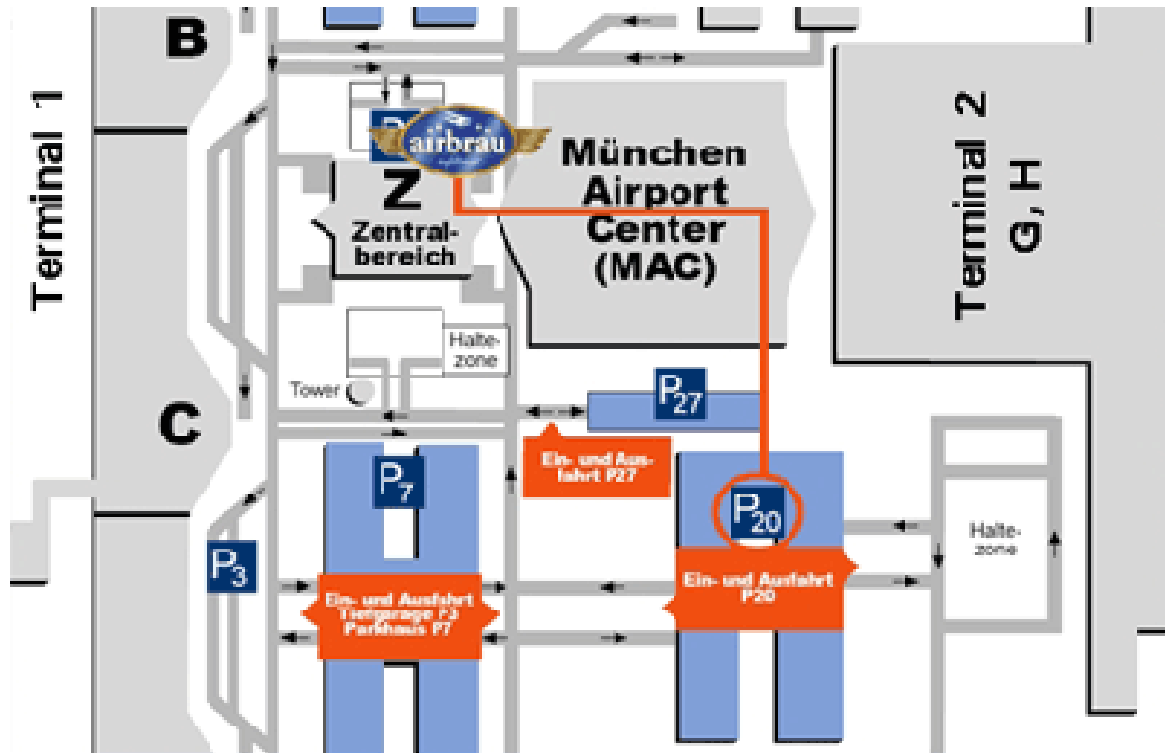 B
Terminal 1
airbräu
Z
Zentral-
bereich
München
Airport
Center
(MAC)
Terminal 2
G, H
Halte-
zone
Tower
C
P27
Ein- und Aus-
fahrt P27
P7
P20
P3
Halte-
zone
Ein- und Ausfahrt
P20
Ein- und Ausfahrt
Tiefgarage P3
Parkhaus P7